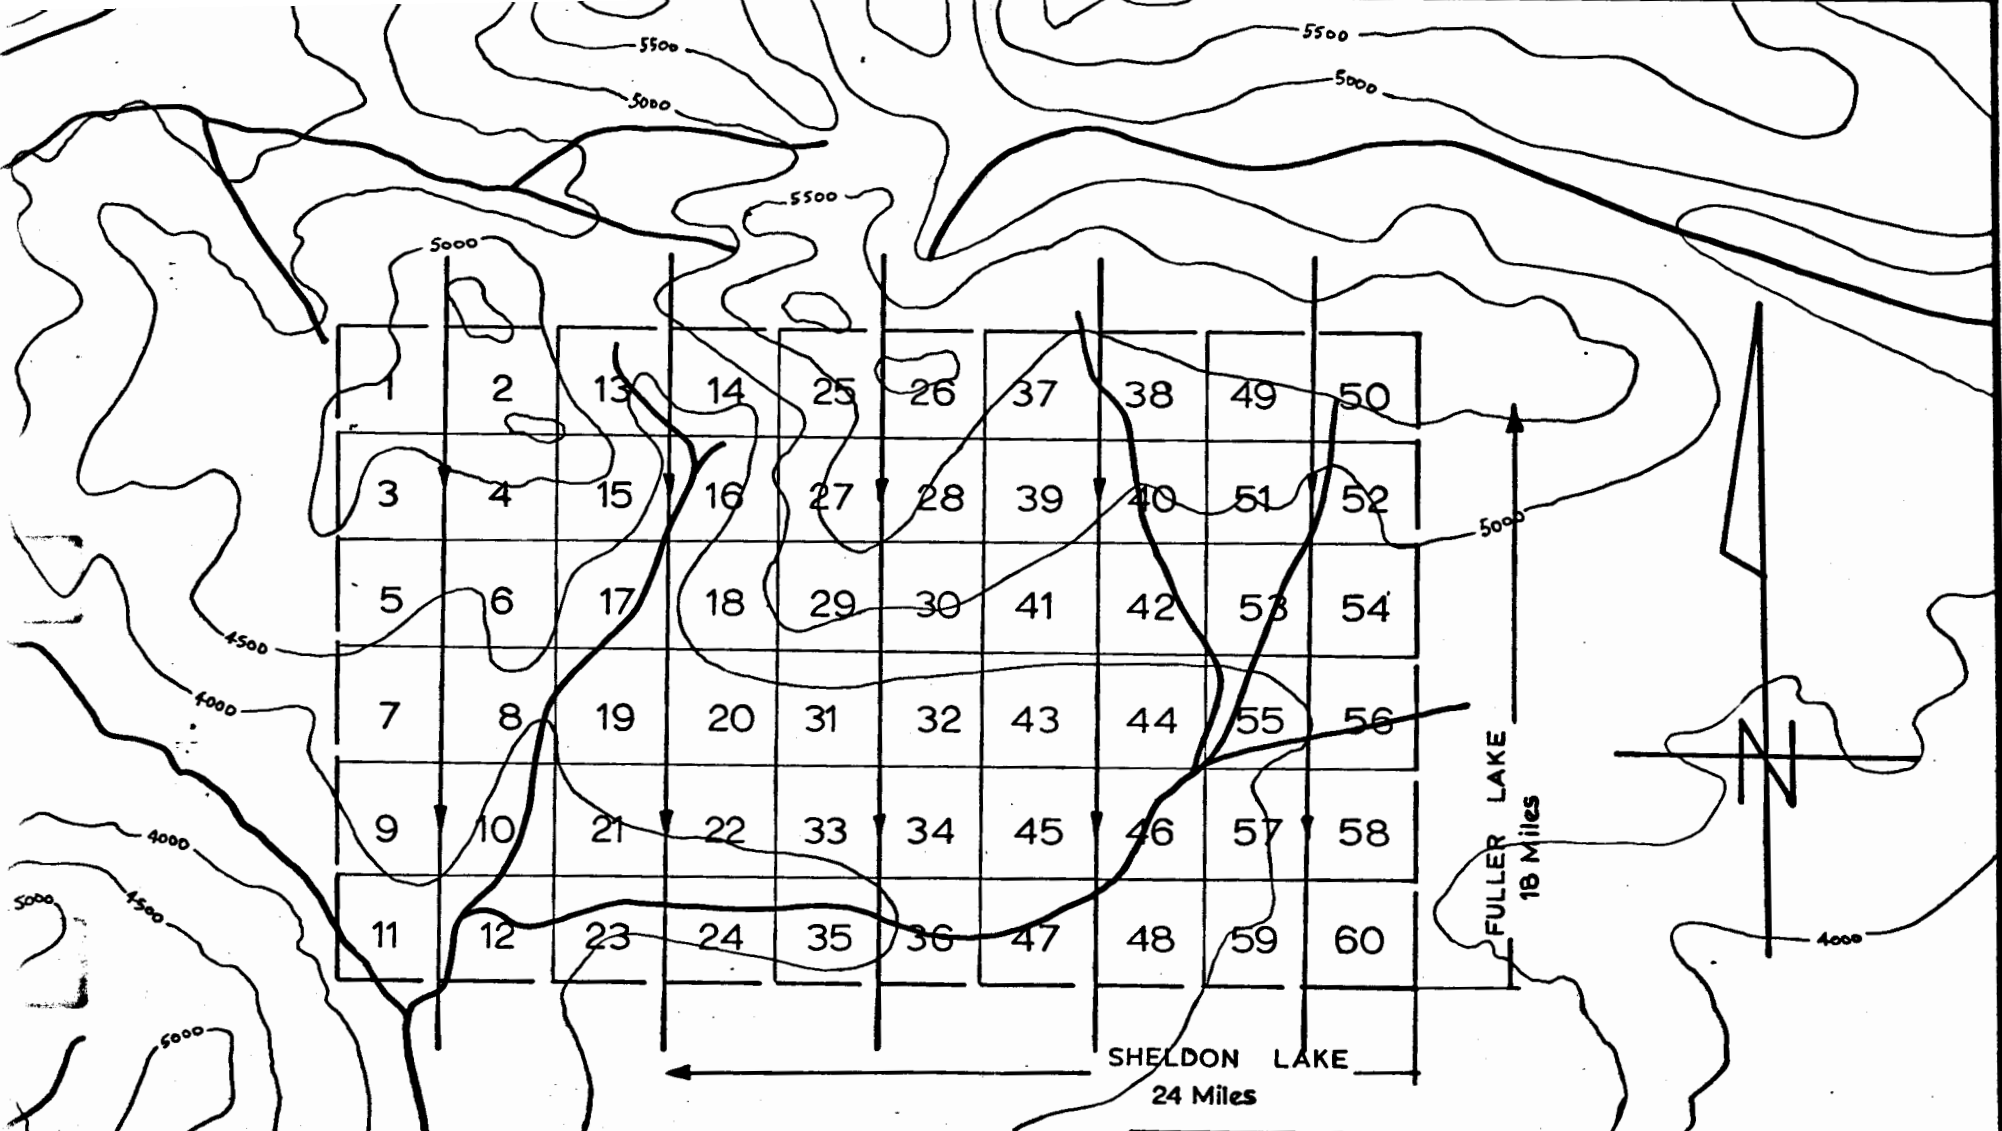 5500
5500
5000
5000
5500
5000
1 2 13 14 25 26 37 38 49 50
3 4 15 16 27 28 39 40 51 52
5000
5 6 17 18 29 30 41 42 53 54
4500
4000
7 8 19 20 31 32 43 44 55 56
9 10 21 22 33 34 45 46 57 58
4000
FULLER LAKE
18 Miles
N
5000
4500
11 12 23 24 35 36 47 48 59 60
4000
5000
SHELDON LAKE
24 Miles